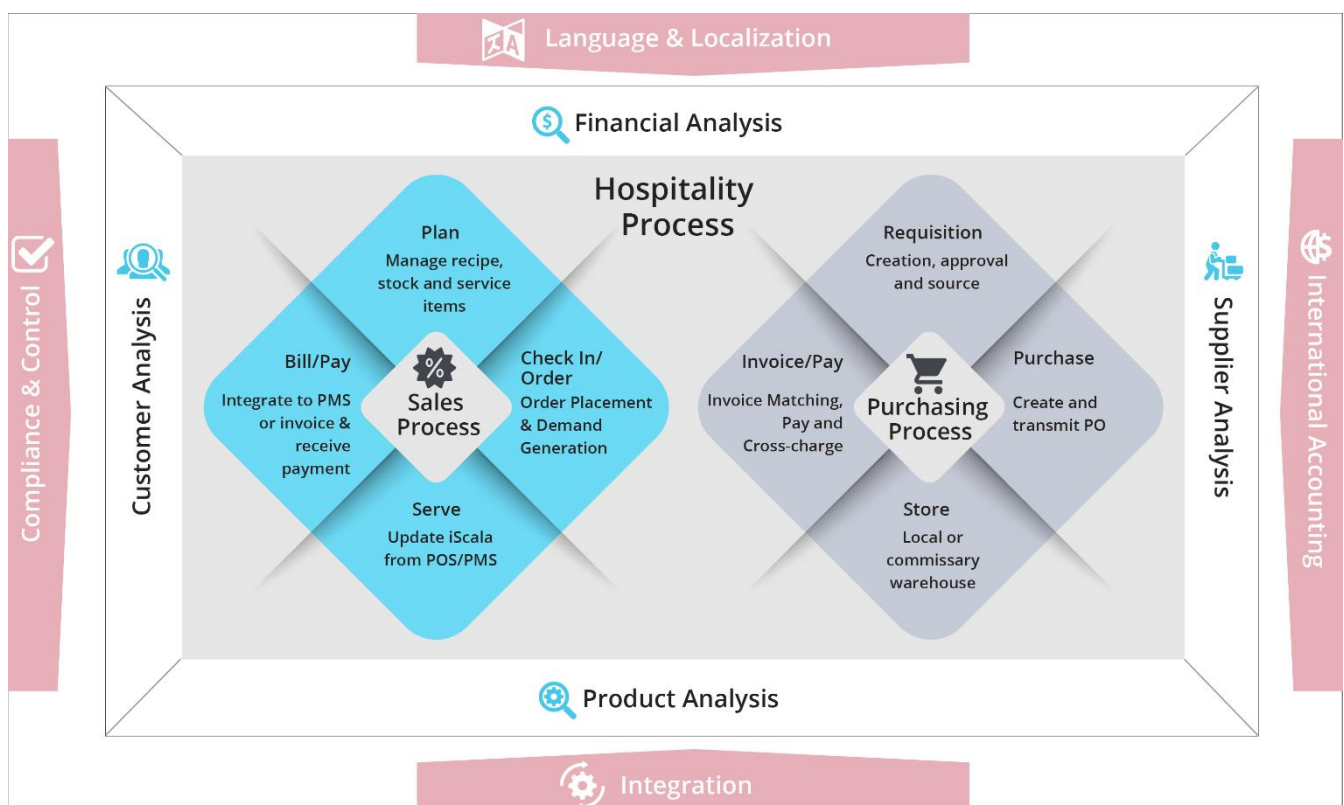 Language & Localization
Financial Analysis
Compliance & Control
Customer Analysis
Hospitality
Process
Plan
Manage recipe,
stock and service
items
Bill/Pay
Integrate to PMS
or invoice &
receive
payment
Sales
Process
Check In/
Order
Order Placement
& Demand
Generation
Serve
Update iScala
from POS/PMS
Requisition
Creation, approval
and source
Invoice/Pay
Invoice Matching,
Pay and
Cross-charge
Purchasing
Process
Purchase
Create and
transmit PO
Store
Local or
commissary
warehouse
Supplier Analysis
International Accounting
Product Analysis
Integration